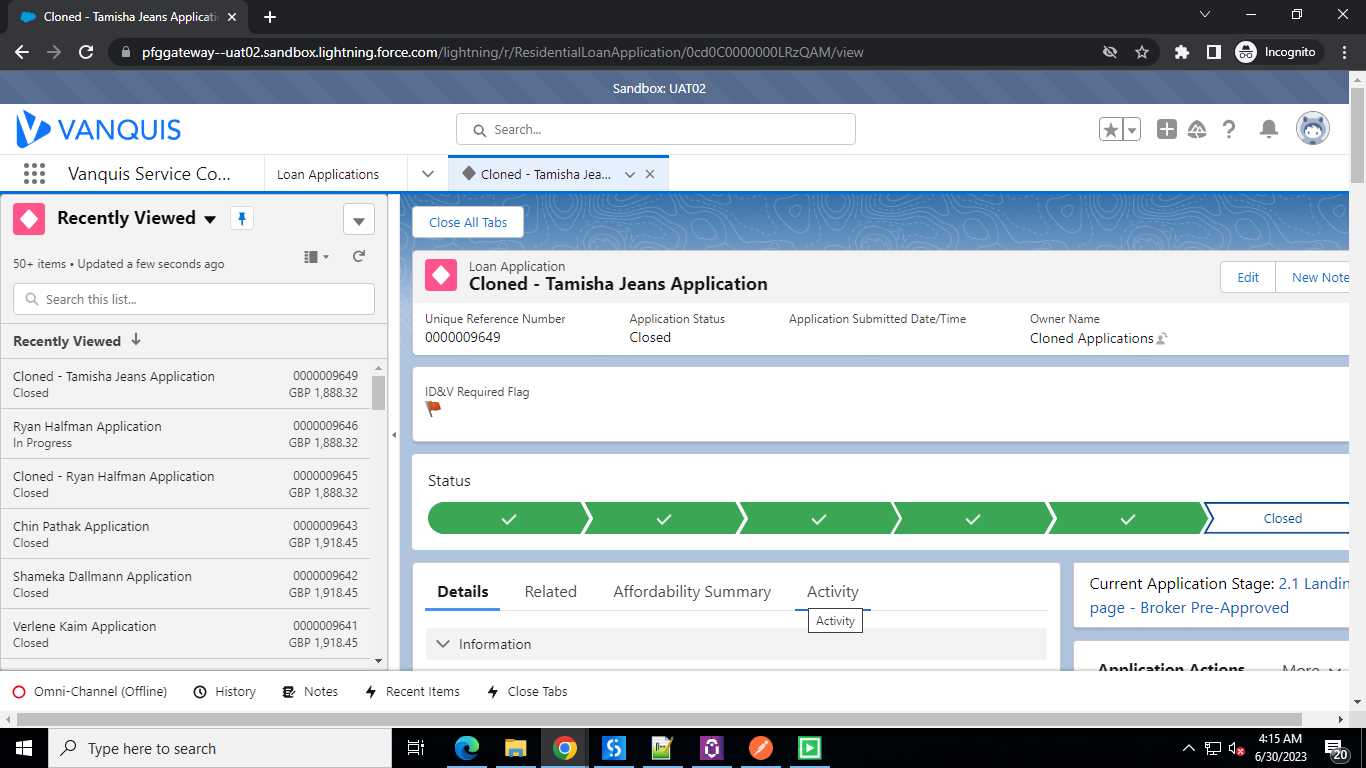 Cloned - Tamisha Jeans Applicati
pfggateway--uat02.sandbox.lightning.force.com/lightning/r/ResidentialLoanApplication/0cd0C0000000LRzQAM/view
Incognito
Sandbox: UAT02
VANQUIS
Search...
Vanquis Service Co...
Loan Applications
Cloned - Tamisha Jea...
Recently Viewed
50+ items • Updated a few seconds ago
Search this list...
Recently Viewed
Cloned - Tamisha Jeans Application 0000009649
Closed GBP 1,888.32
Ryan Halfman Application 0000009646
In Progress GBP 1,888.32
Cloned - Ryan Halfman Application 0000009645
Closed GBP 1,888.32
Chin Pathak Application 0000009643
Closed GBP 1,918.45
Shameka Dallmann Application 0000009642
Closed GBP 1,918.45
Verlene Kaim Application 0000009641
Closed GBP 1,918.45
Close All Tabs
Loan Application
Cloned - Tamisha Jeans Application
Edit
New Note
Unique Reference Number
0000009649
Application Status
Closed
Application Submitted Date/Time
Owner Name
Cloned Applications
ID&V Required Flag
Status
Closed
Details
Related
Affordability Summary
Activity
Activity
Information
Current Application Stage: 2.1 Landin
page - Broker Pre-Approved
Application Actions
More
Omni-Channel (Offline)
History
Notes
Recent Items
Close Tabs
Type here to search
4:15 AM
6/30/2023
20